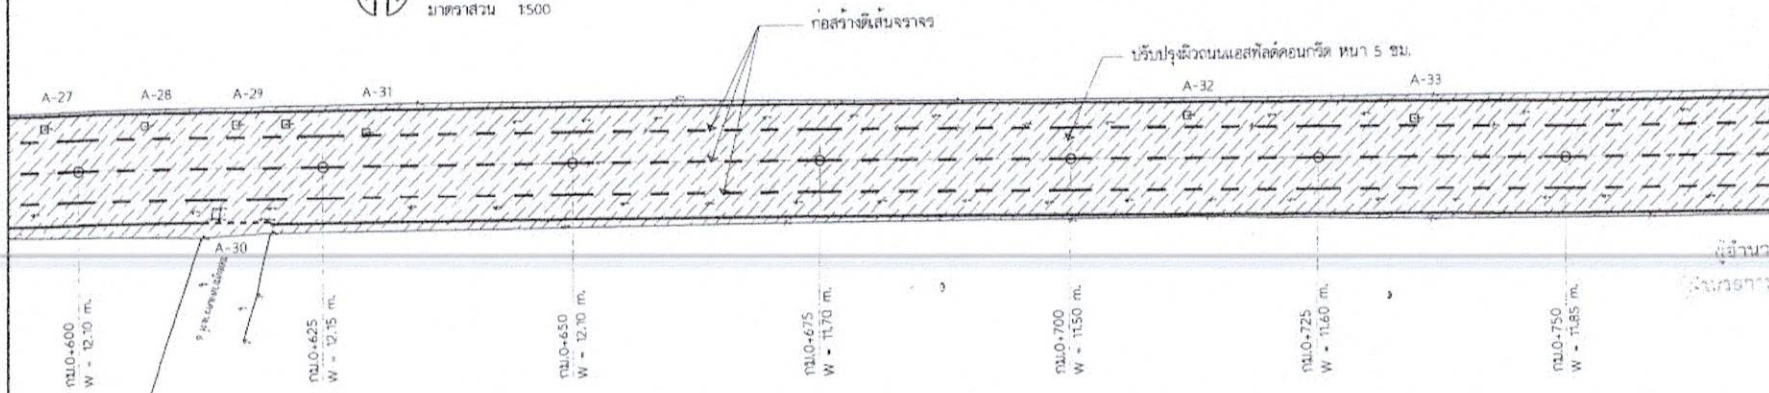 มาตราส่วน 1:500
ก่อสร้างตีเส้นจราจร
ปรับปรุงผิวถนนแอสฟัลต์คอนกรีต หนา 5 ซม.
A-27
A-28
A-29
A-31
A-32
A-33
A-30
กม.0+600
W = 12.10 m.
กม.0+625
W = 12.15 m.
กม.0+650
W = 12.10 m.
กม.0+675
W = 11.70 m.
กม.0+700
W = 11.50 m.
กม.0+725
W = 11.60 m.
กม.0+750
W = 11.85 m.